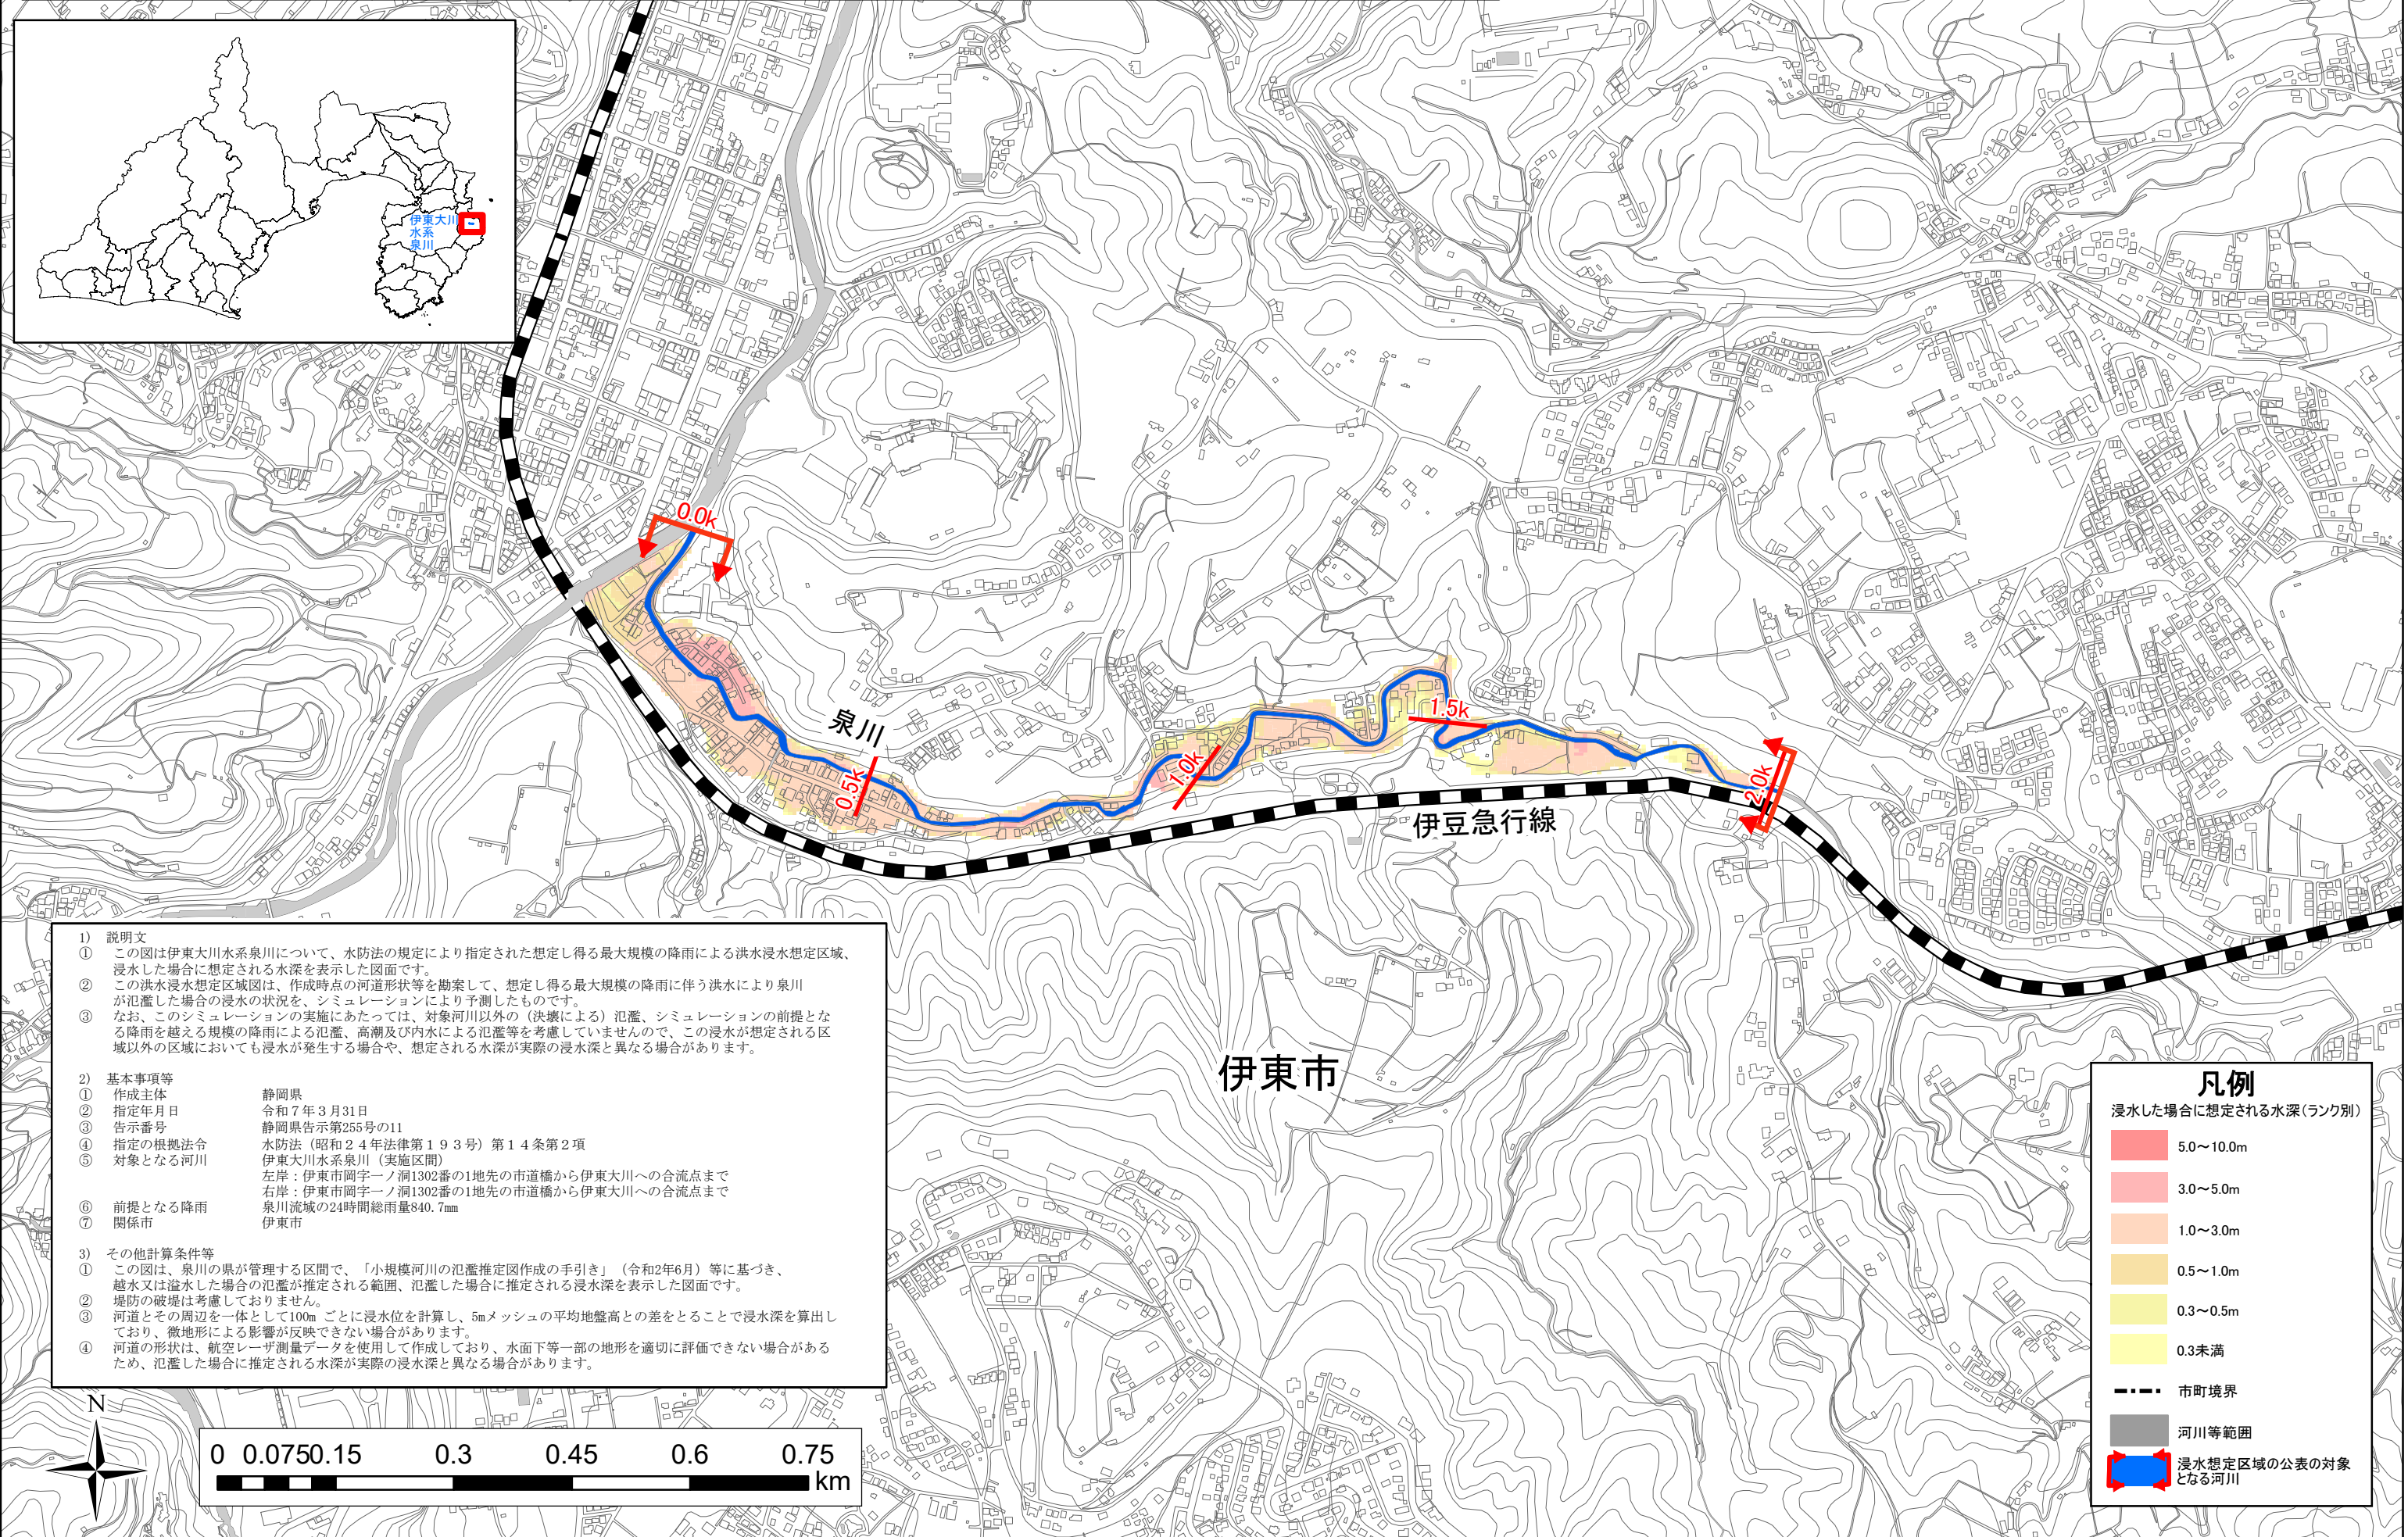 伊東大川
水系
泉川
0.0k
泉川
0.5k
1.0k
1.5k
2.0k
伊豆急行線
伊東市
1) 説明文
① この図は伊東大川水系泉川について、水防法の規定により指定された想定し得る最大規模の降雨による洪水浸水想定区域、
浸水した場合に想定される水深を表示した図面です。
② この洪水浸水想定区域図は、作成時点の河道形状等を勘案して、想定し得る最大規模の降雨に伴う洪水により泉川
が氾濫した場合の浸水の状況を、シミュレーションにより予測したものです。
③ なお、このシミュレーションの実施にあたっては、対象河川以外の（決壊による）氾濫、シミュレーションの前提とな
る降雨を越える規模の降雨による氾濫、高潮及び内水による氾濫等を考慮していませんので、この浸水が想定される区
域以外の区域においても浸水が発生する場合や、想定される水深が実際の浸水深と異なる場合があります。
2) 基本事項等
① 作成主体 静岡県
② 指定年月日 令和７年３月31日
③ 告示番号 静岡県告示第255号の11
④ 指定の根拠法令 水防法（昭和２４年法律第１９３号）第１４条第２項
⑤ 対象となる河川 伊東大川水系泉川（実施区間）
左岸：伊東市岡字一ノ洞1302番の1地先の市道橋から伊東大川への合流点まで
右岸：伊東市岡字一ノ洞1302番の1地先の市道橋から伊東大川への合流点まで
⑥ 前提となる降雨 泉川流域の24時間総雨量840.7mm
⑦ 関係市 伊東市
3) その他計算条件等
① この図は、泉川の県が管理する区間で、「小規模河川の氾濫推定図作成の手引き」（令和2年6月）等に基づき、
越水又は溢水した場合の氾濫が推定される範囲、氾濫した場合に推定される浸水深を表示した図面です。
② 堤防の破堤は考慮しておりません。
③ 河道とその周辺を一体として100m ごとに浸水位を計算し、5mメッシュの平均地盤高との差をとることで浸水深を算出し
ており、微地形による影響が反映できない場合があります。
④ 河道の形状は、航空レーザ測量データを使用して作成しており、水面下等一部の地形を適切に評価できない場合がある
ため、氾濫した場合に推定される水深が実際の浸水深と異なる場合があります。
N
0 0.075 0.15 0.3 0.45 0.6 0.75
km
凡例
浸水した場合に想定される水深（ランク別）
5.0～10.0m
3.0～5.0m
1.0～3.0m
0.5～1.0m
0.3～0.5m
0.3未満
市町境界
河川等範囲
浸水想定区域の公表の対象
となる河川